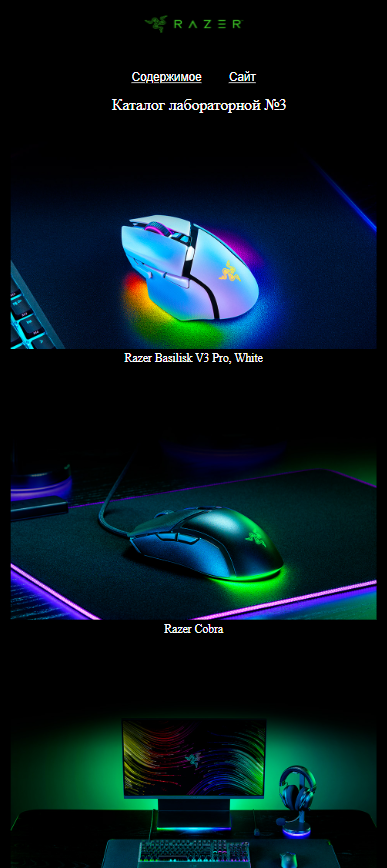 RAZER
Содержимое Сайт
Каталог лабораторной №3
Razer Basilisk V3 Pro, White
Razer Cobra